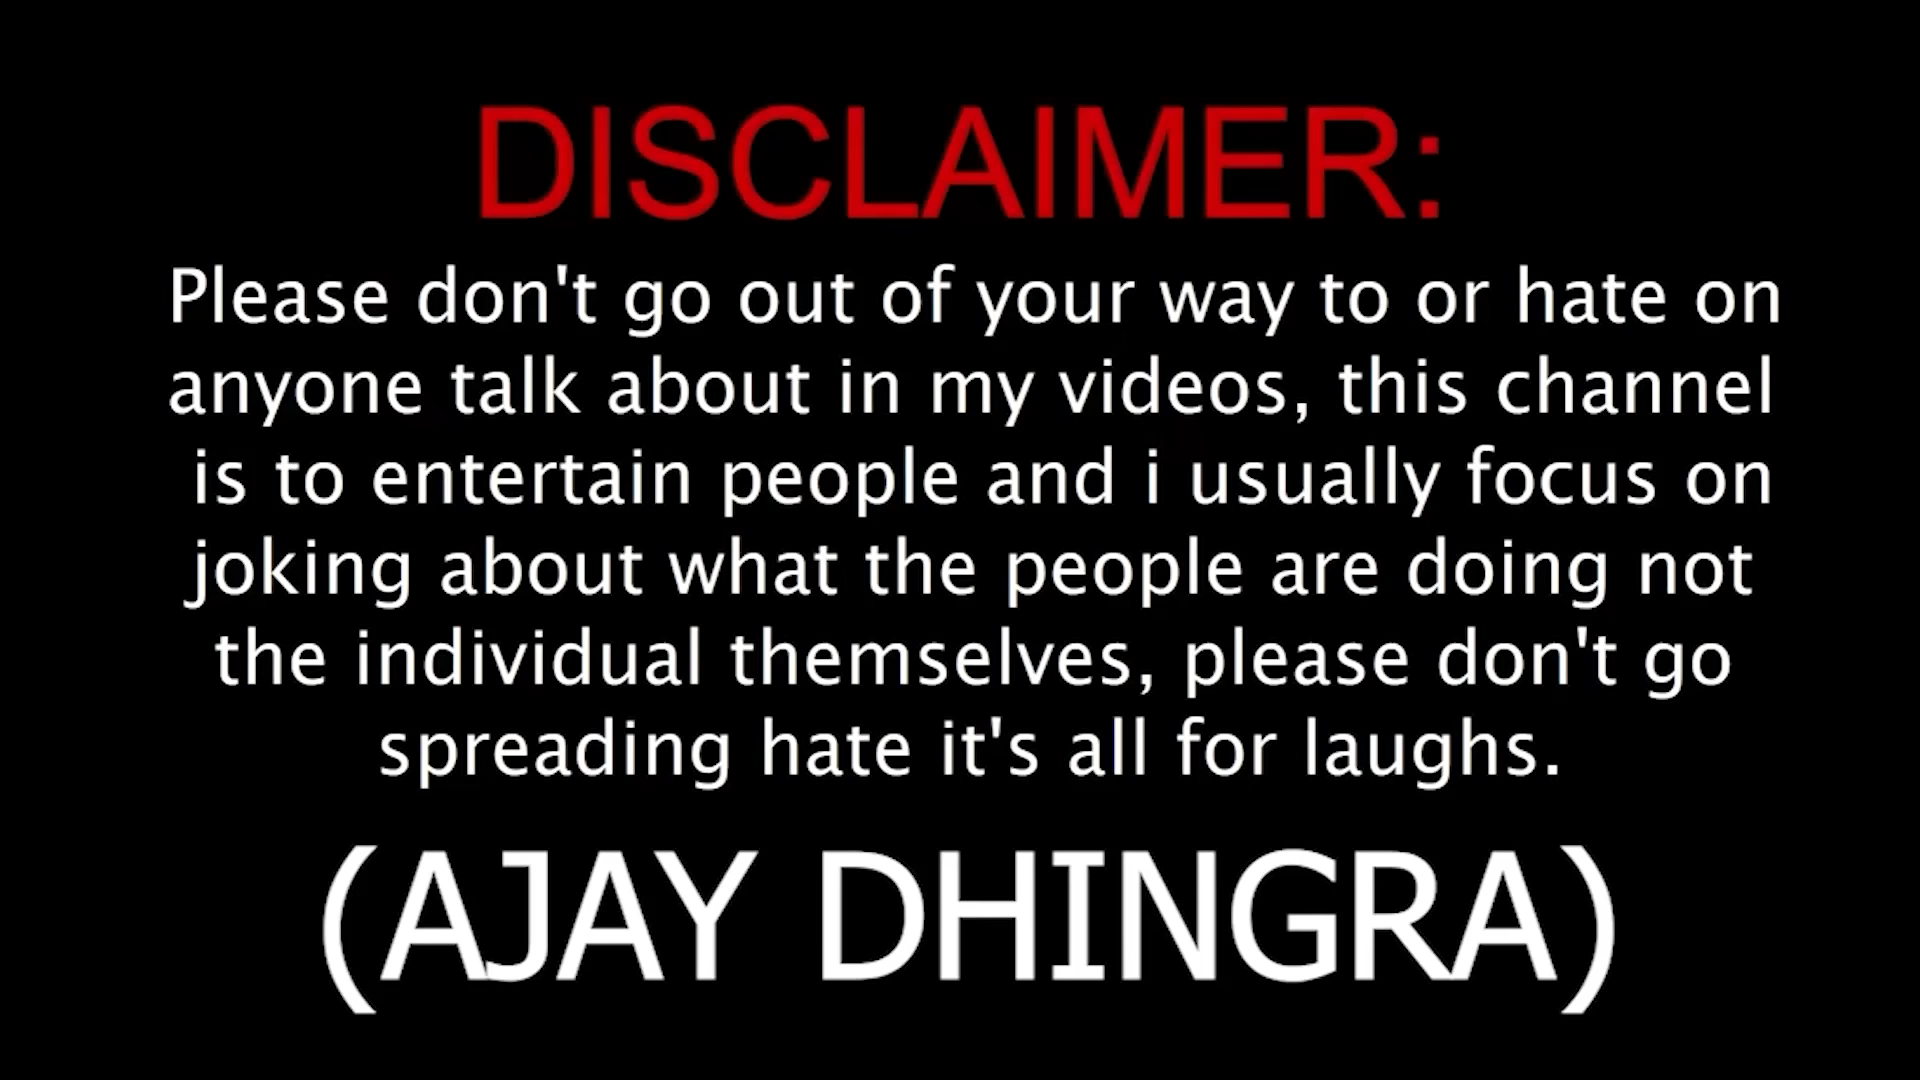 DISCLAIMER:
Please don't go out of your way to or hate on
anyone talk about in my videos, this channel
is to entertain people and i usually focus on
joking about what the people are doing not
the individual themselves, please don't go
spreading hate it's all for laughs.
(AJAY DHINGRA)